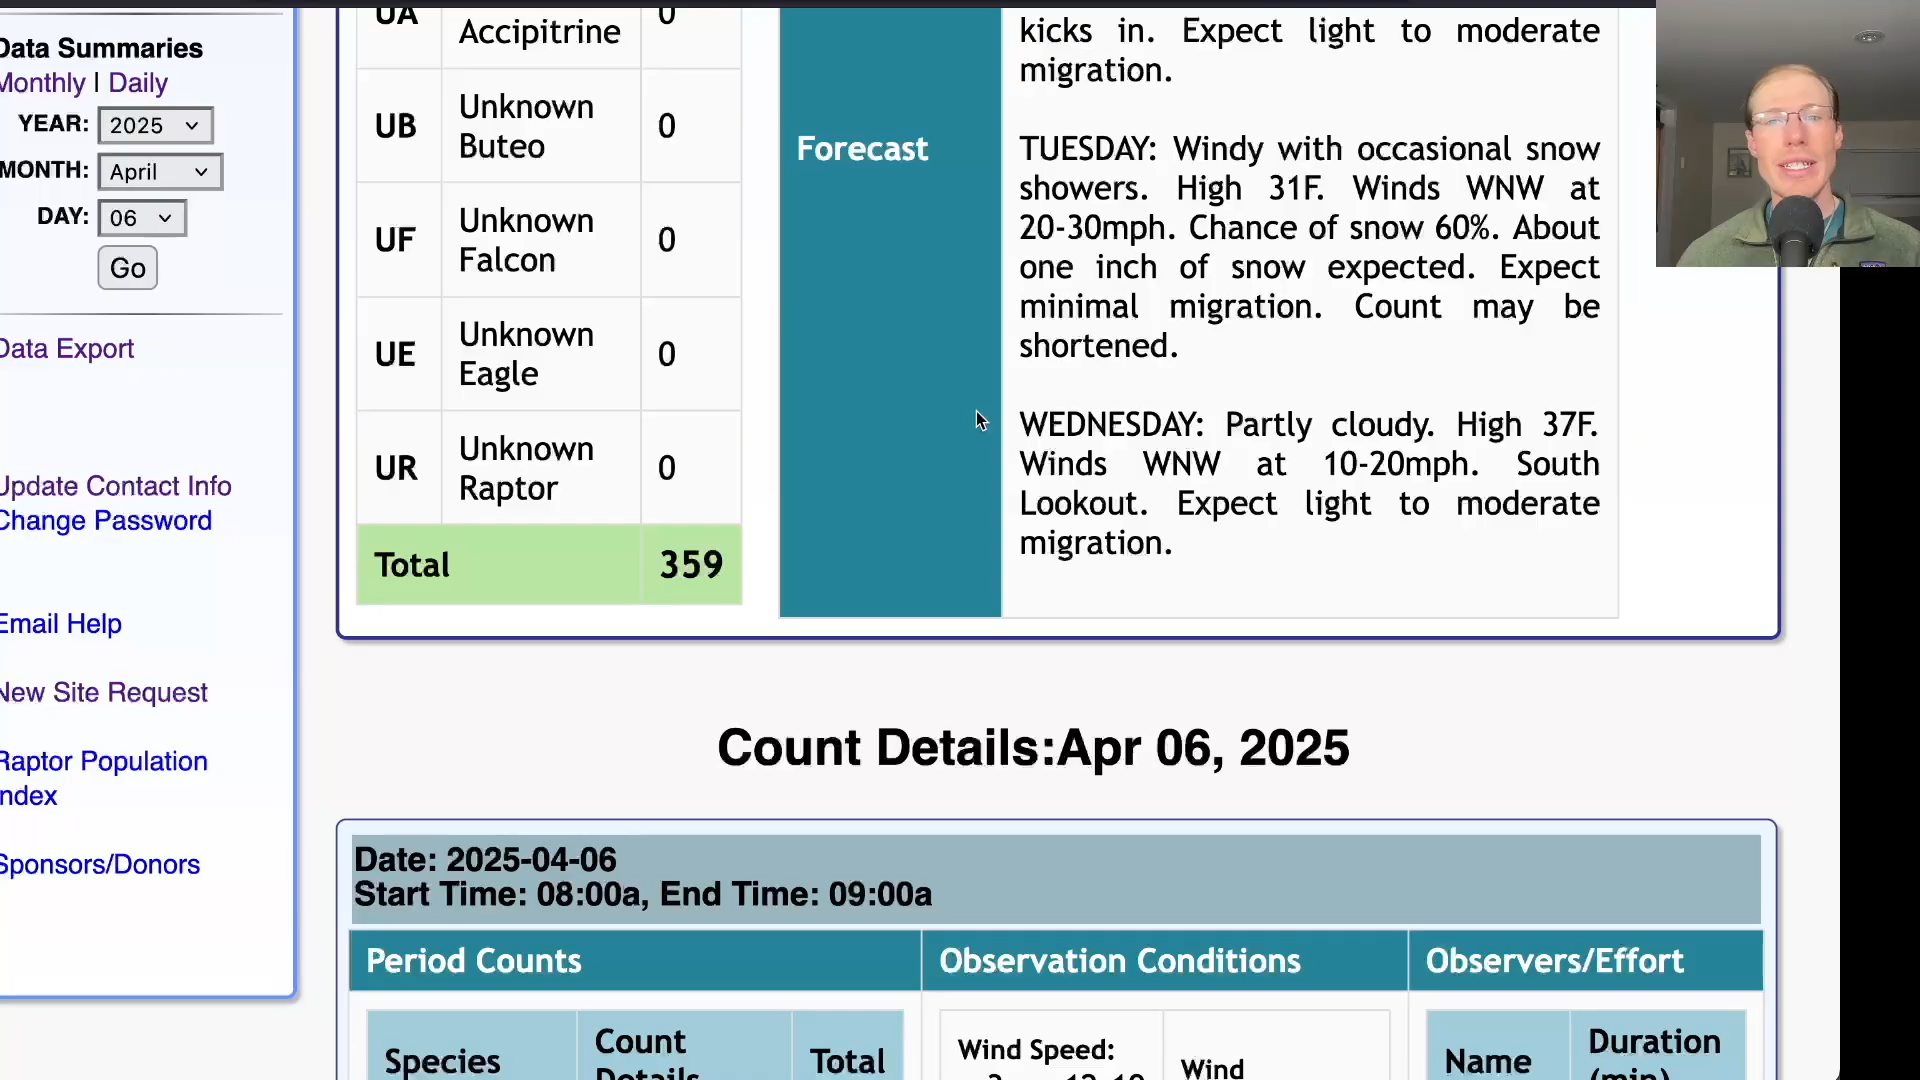 Data Summaries
Monthly | Daily
YEAR: 2025
MONTH: April
DAY: 06
Go
Data Export
Update Contact Info
Change Password
Email Help
New Site Request
Raptor Population
Index
Sponsors/Donors
UA Accipitrine 0
UB Unknown Buteo 0
UF Unknown Falcon 0
UE Unknown Eagle 0
UR Unknown Raptor 0
Total 359
Forecast
kicks in. Expect light to moderate
migration.
TUESDAY: Windy with occasional snow
showers. High 31F. Winds WNW at
20-30mph. Chance of snow 60%. About
one inch of snow expected. Expect
minimal migration. Count may be
shortened.
WEDNESDAY: Partly cloudy. High 37F.
Winds WNW at 10-20mph. South
Lookout. Expect light to moderate
migration.
Count Details:Apr 06, 2025
Date: 2025-04-06
Start Time: 08:00a, End Time: 09:00a
Period Counts Observation Conditions Observers/Effort
Species Count Details Total
Wind Speed:
Wind
Name Duration
(min)